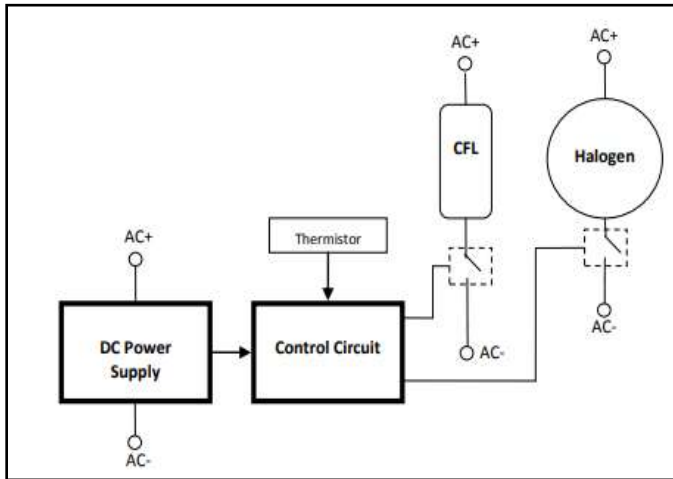 AC+
AC+
CFL
Halogen
AC+
Thermistor
AC-
DC Power
Supply
Control Circuit
AC-
AC-